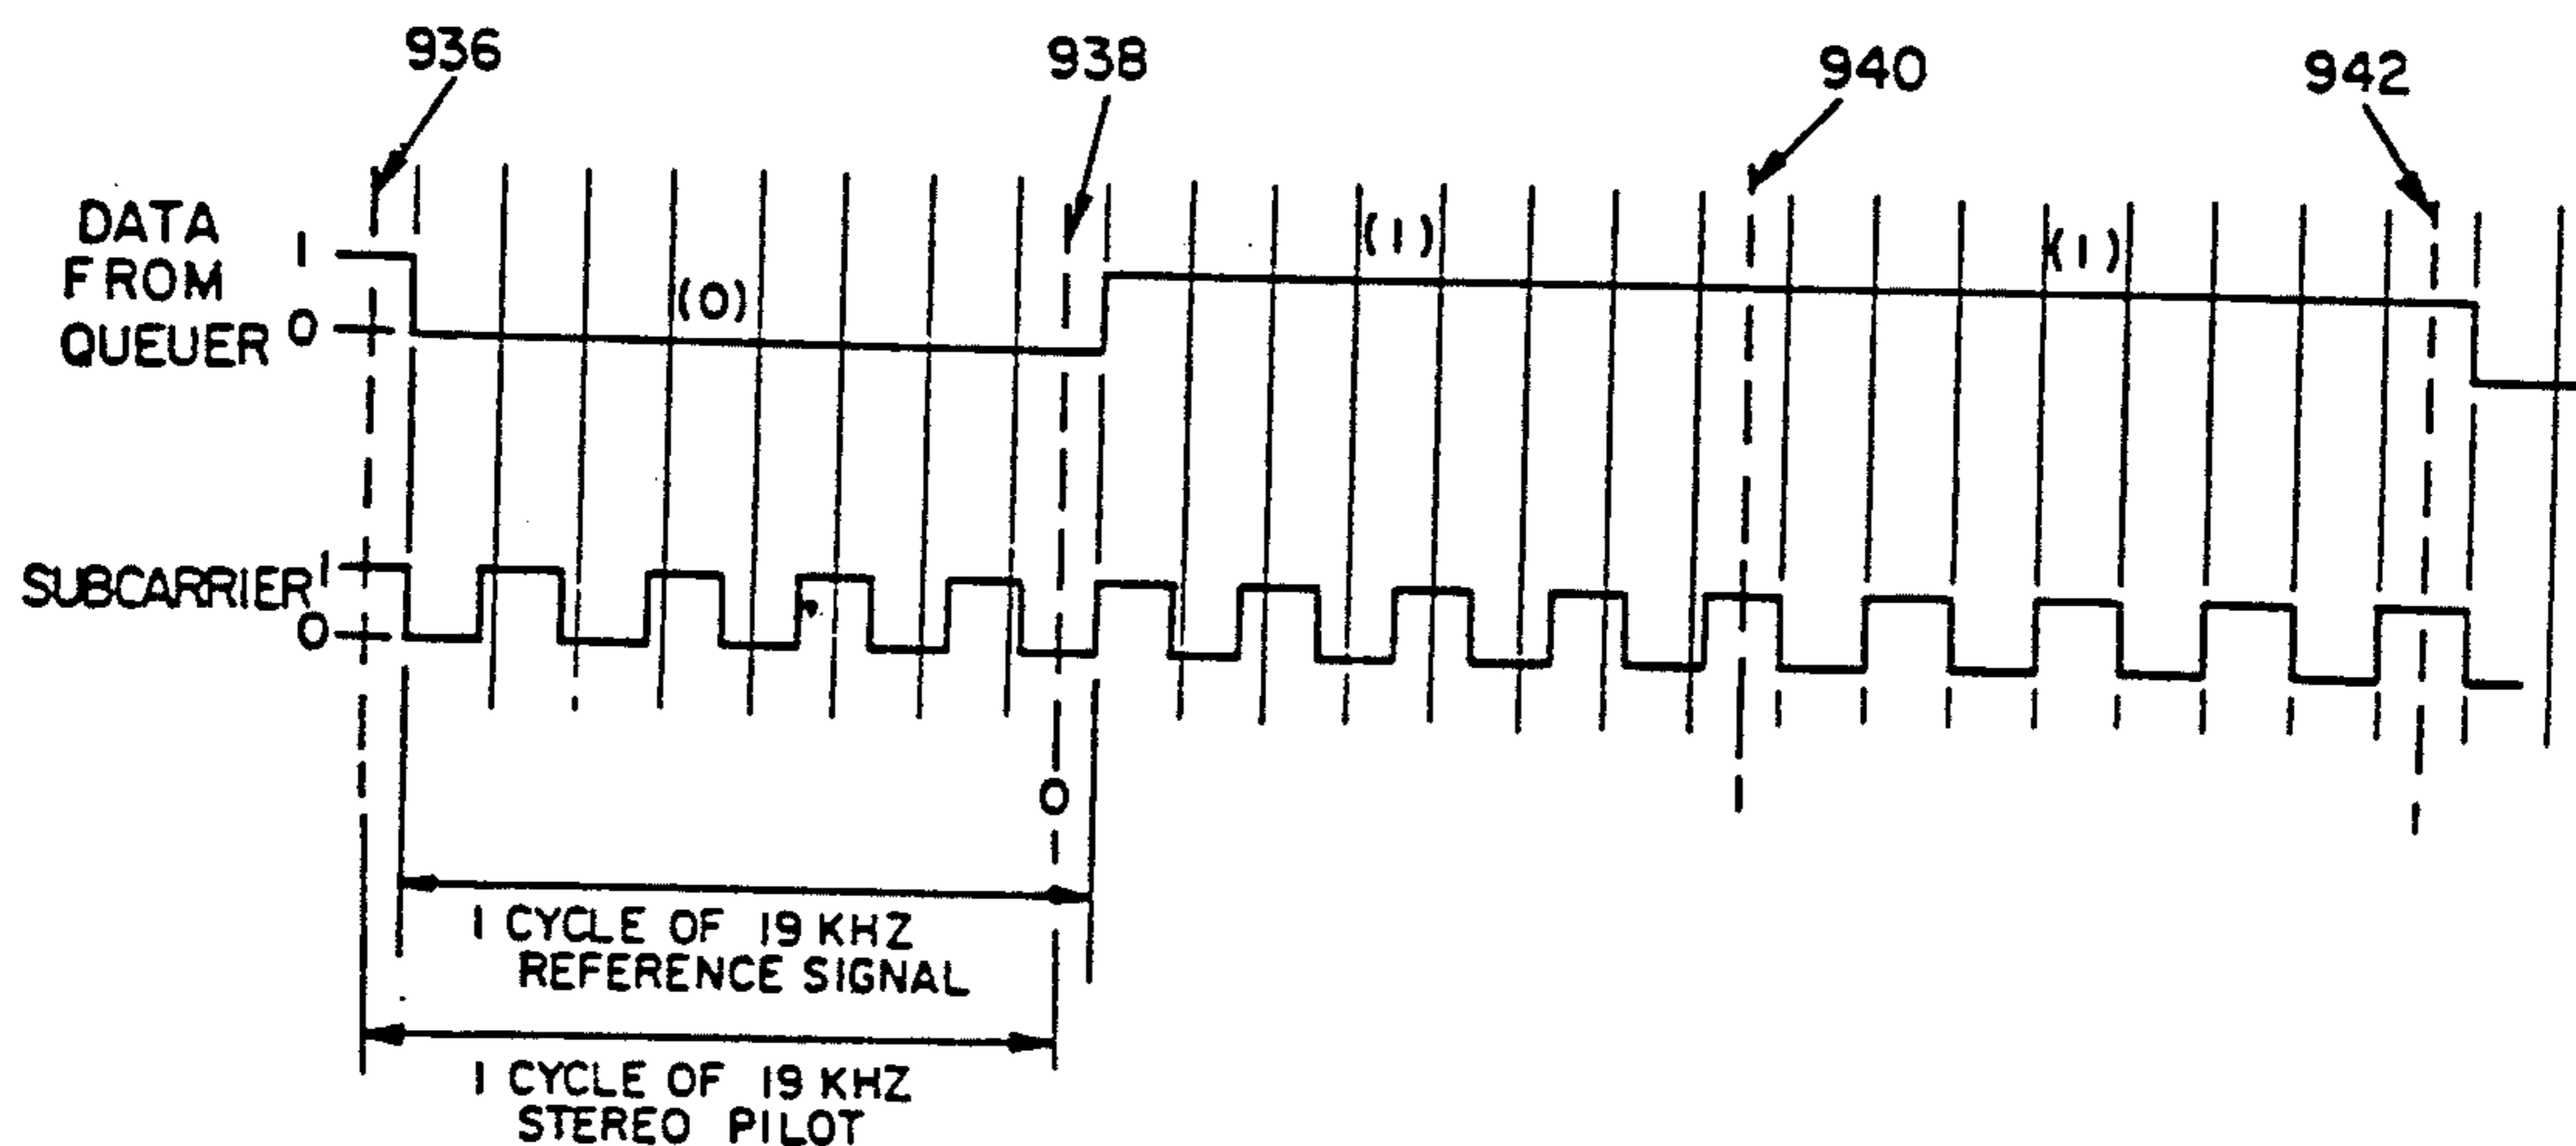 936
938
940
942
DATA
FROM
QUEUER
1
0
(0)
(1)
(1)
SUBCARRIER
1
0
0
1 CYCLE OF 19 KHZ
REFERENCE SIGNAL
1 CYCLE OF 19 KHZ
STEREO PILOT